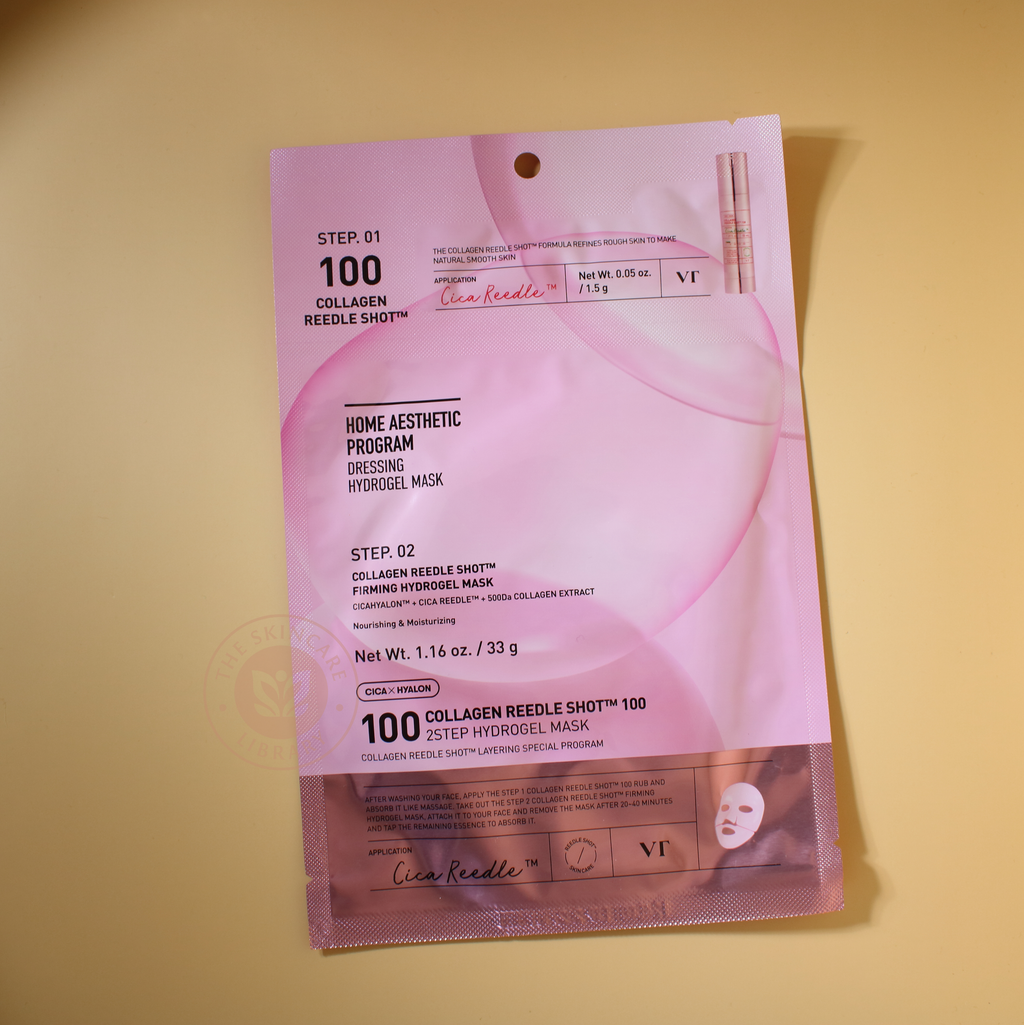 STEP. 01
100
COLLAGEN
REEDLE SHOT™
THE COLLAGEN REEDLE SHOT™ FORMULA REFINES ROUGH SKIN TO MAKE
NATURAL SMOOTH SKIN
APPLICATION
Cica Reedle™
Net Wt. 0.05 oz.
/ 1.5 g
VT
HOME AESTHETIC
PROGRAM
DRESSING
HYDROGEL MASK
STEP. 02
COLLAGEN REEDLE SHOT™
FIRMING HYDROGEL MASK
CICAHYALON™ + CICA REEDLE™ + 500Da COLLAGEN EXTRACT
Nourishing & Moisturizing
Net Wt. 1.16 oz. / 33 g
CICA×HYALON
100 COLLAGEN REEDLE SHOT™ 100
2STEP HYDROGEL MASK
COLLAGEN REEDLE SHOT™ LAYERING SPECIAL PROGRAM
AFTER WASHING YOUR FACE, APPLY THE STEP 1 COLLAGEN REEDLE SHOT™ 100 RUB AND
ABSORB IT LIKE MASSAGE. TAKE OUT THE STEP 2 COLLAGEN REEDLE SHOT™ FIRMING
HYDROGEL MASK, ATTACH IT TO YOUR FACE AND REMOVE THE MASK AFTER 20~40 MINUTES
AND TAP THE REMAINING ESSENCE TO ABSORB IT.
APPLICATION
Cica Reedle™
REEDLE SHOT™
SKIN CARE
VT
THE SKINCARE
LIBRARY